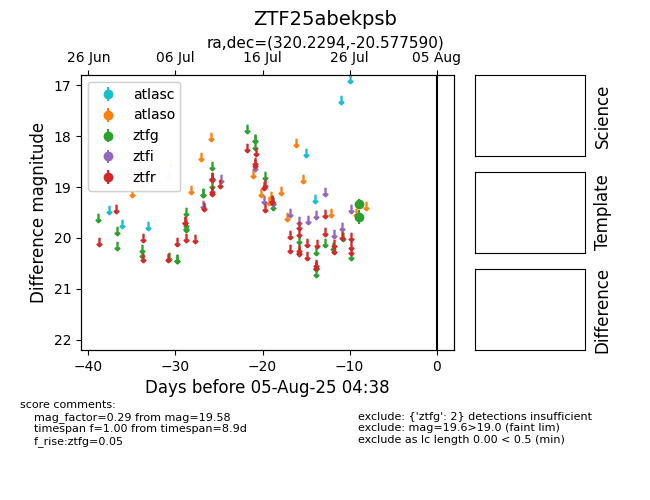 ZTF25abekpsb
ra,dec=(320.2294,-20.577590)
26 Jun 06 Jul 16 Jul 26 Jul 05 Aug
17
18
19
20
21
22
Difference magnitude
atlasc
atlaso
ztfg
ztfi
ztfr
−40 −30 −20 −10 0
Days before 05-Aug-25 04:38
Science
Template
Difference
score comments:
mag_factor=0.29 from mag=19.58
timespan f=1.00 from timespan=8.9d
f_rise:ztfg=0.05
exclude: {'ztfg': 2} detections insufficient
exclude: mag=19.6>19.0 (faint lim)
exclude as lc length 0.00 < 0.5 (min)